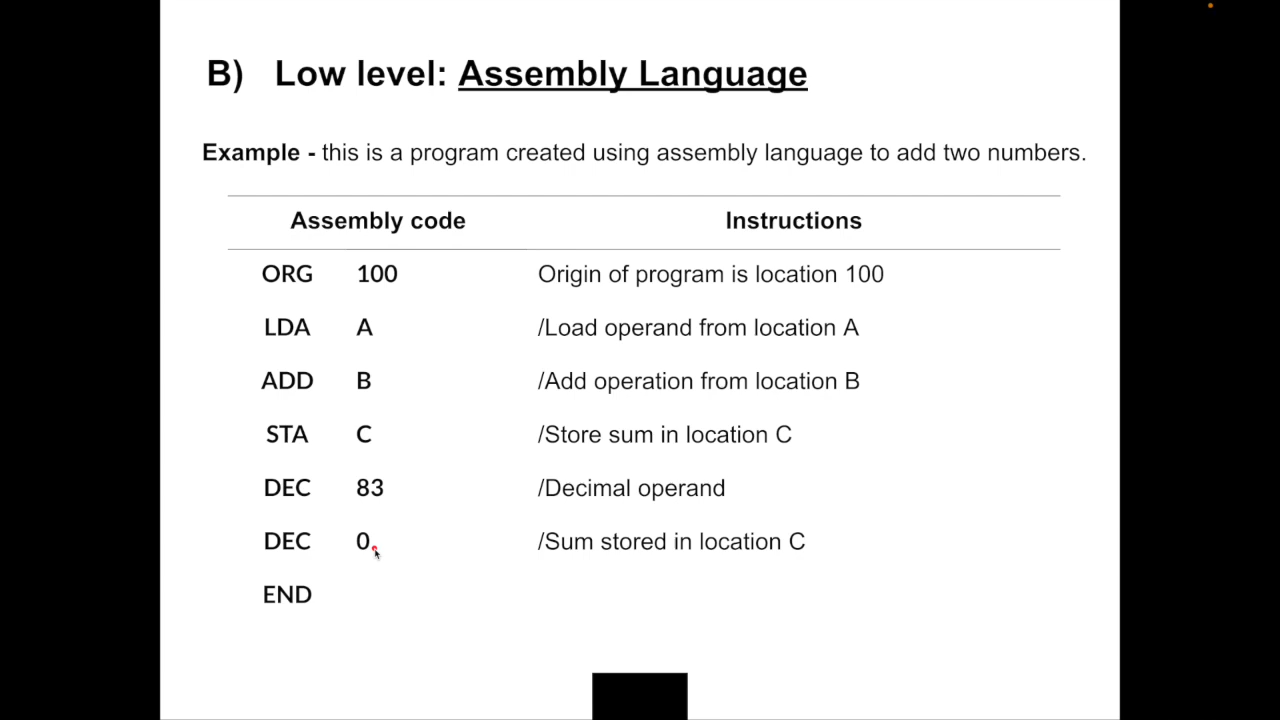 B) Low level: Assembly Language
Example - this is a program created using assembly language to add two numbers.
Assembly code Instructions
ORG 100 Origin of program is location 100
LDA A /Load operand from location A
ADD B /Add operation from location B
STA C /Store sum in location C
DEC 83 /Decimal operand
DEC 0 /Sum stored in location C
END